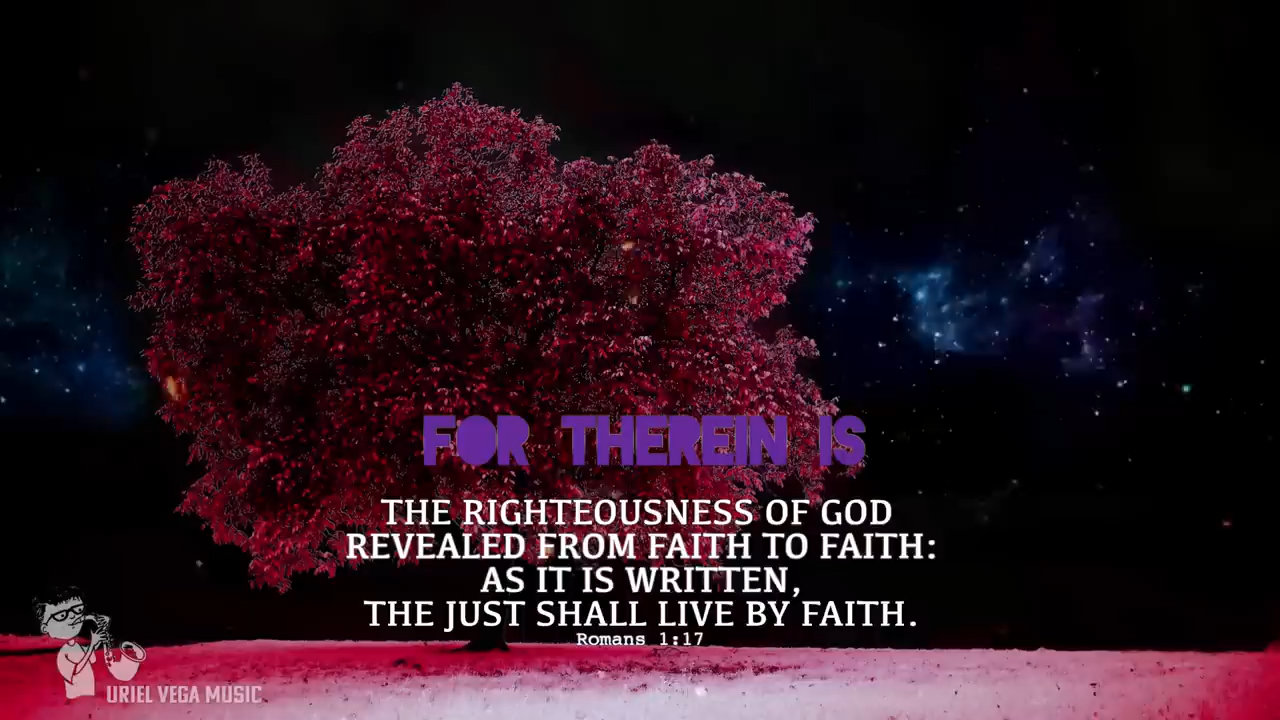 FOR THEREIN IS
THE RIGHTEOUSNESS OF GOD
REVEALED FROM FAITH TO FAITH:
AS IT IS WRITTEN,
THE JUST SHALL LIVE BY FAITH.
Romans 1:17
URIEL VEGA MUSIC